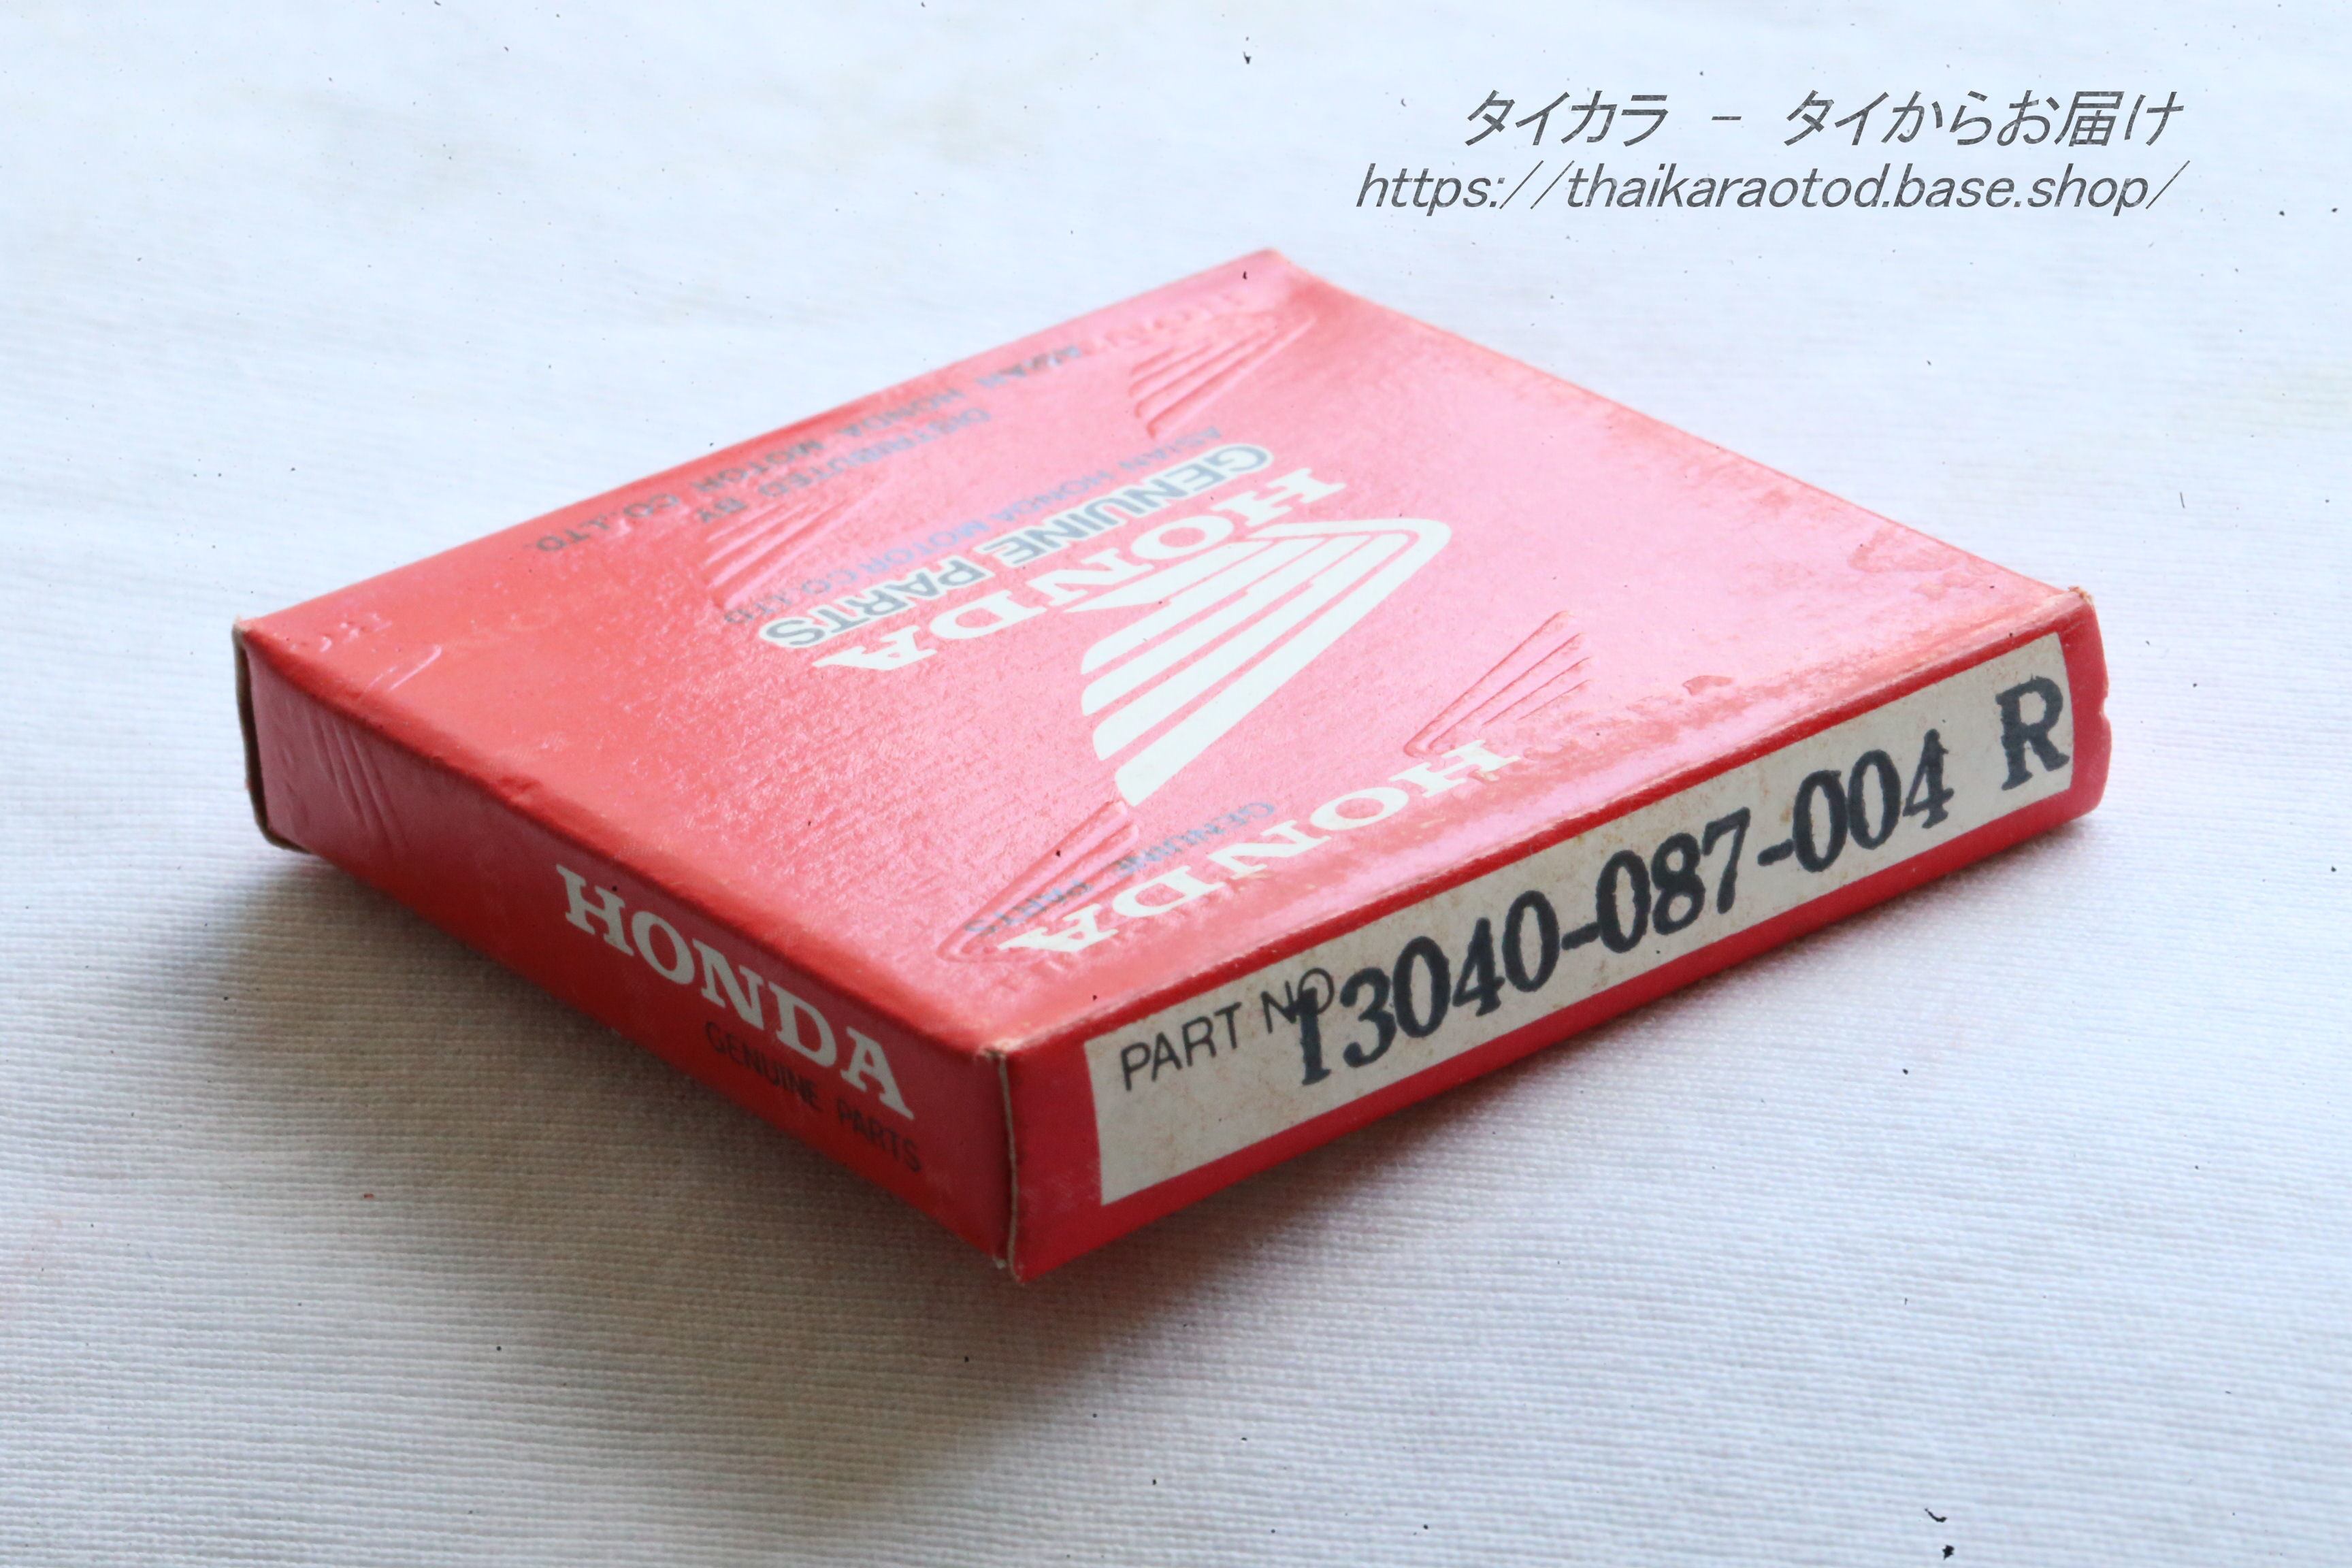 タイカラ - タイからお届け
https://thaikaraotod.base.shop/
ASIAN HONDA MOTOR CO.,LTD.
DISTRIBUTED BY
ASIAN HONDA MOTOR CO.,LTD.
GENUINE PARTS
HONDA
GENUINE PARTS
HONDA
HONDA
GENUINE PARTS
PART NO
13040-087-004 R